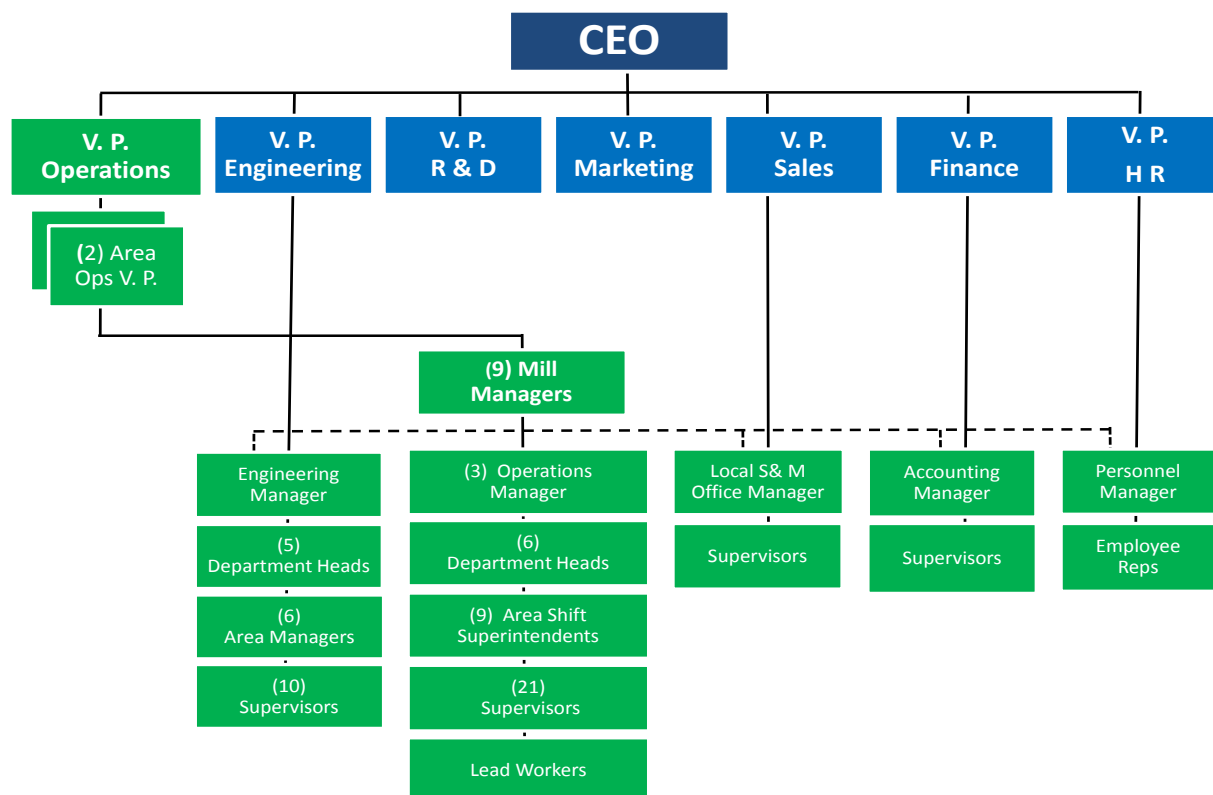 CEO
V. P.
Operations
V. P.
Engineering
V. P.
R & D
V. P.
Marketing
V. P.
Sales
V. P.
Finance
V. P.
H R
(2) Area
Ops V. P.
(9) Mill
Managers
Engineering
Manager
(3) Operations
Manager
Local S& M
Office Manager
Accounting
Manager
Personnel
Manager
(5)
Department Heads
(6)
Department Heads
Supervisors
Supervisors
Employee
Reps
(6)
Area Managers
(9) Area Shift
Superintendents
(10)
Supervisors
(21)
Supervisors
Lead Workers